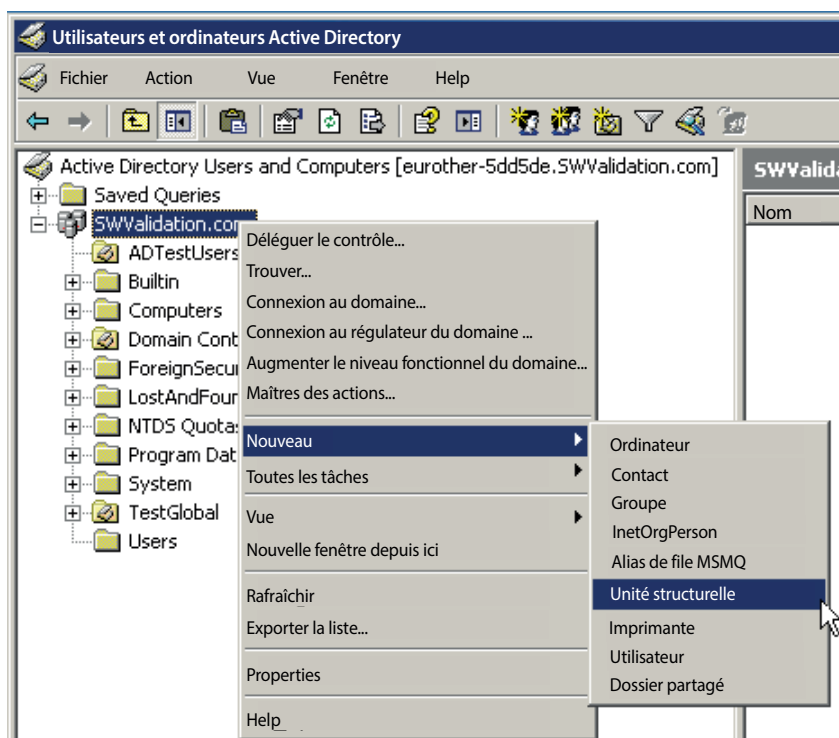 Utilisateurs et ordinateurs Active Directory
Fichier Action Vue Fenêtre Help
Active Directory Users and Computers [eurother-5dd5de.SWValidation.com]
Saved Queries
SWValidation.com
ADTestUsers
Builtin
Computers
Domain Cont
ForeignSecur
LostAndFour
NTDS Quotas
Program Dat
System
TestGlobal
Users
SWValida
Nom
Déléguer le contrôle...
Trouver...
Connexion au domaine...
Connexion au régulateur du domaine ...
Augmenter le niveau fonctionnel du domaine...
Maîtres des actions...
Nouveau
Toutes les tâches
Vue
Nouvelle fenêtre depuis ici
Rafraîchir
Exporter la liste...
Properties
Help
Ordinateur
Contact
Groupe
InetOrgPerson
Alias de file MSMQ
Unité structurelle
Imprimante
Utilisateur
Dossier partagé